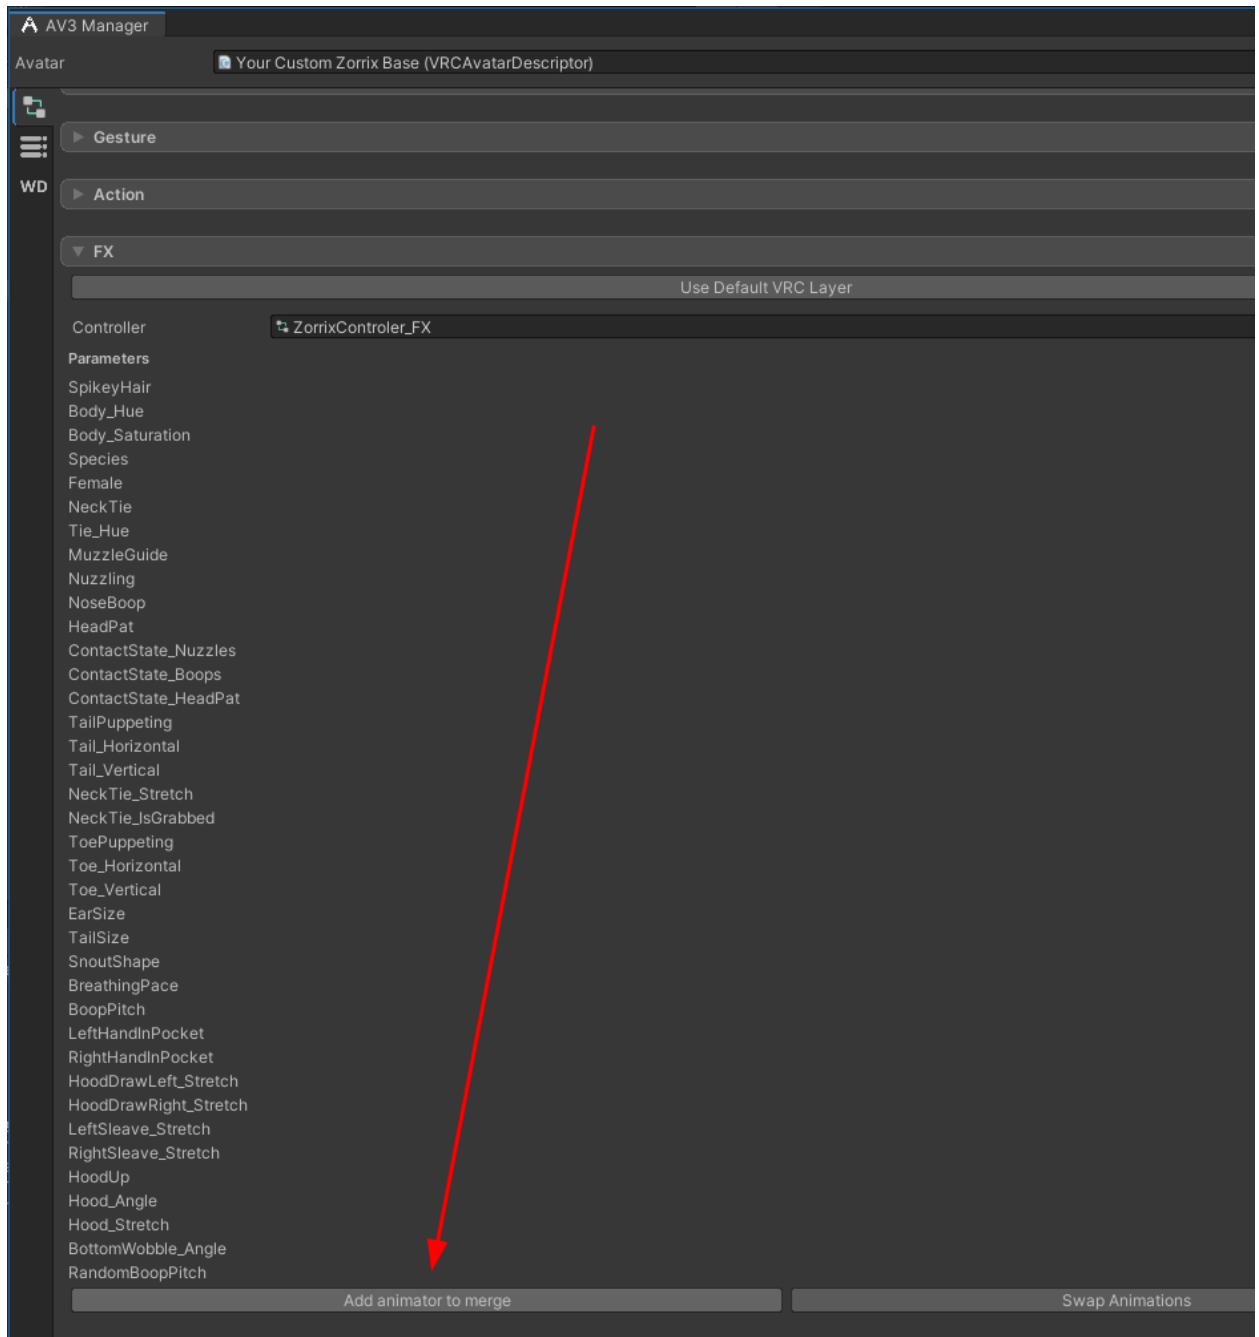 AV3 Manager
Avatar Your Custom Zorrix Base (VRCAvatarDescriptor)
Gesture
WD
Action
FX
Use Default VRC Layer
Controller ZorrixControler_FX
Parameters
SpikeyHair
Body_Hue
Body_Saturation
Species
Female
NeckTie
Tie_Hue
MuzzleGuide
Nuzzling
NoseBoop
HeadPat
ContactState_Nuzzles
ContactState_Boops
ContactState_HeadPat
TailPuppeting
Tail_Horizontal
Tail_Vertical
NeckTie_Stretch
NeckTie_IsGrabbed
ToePuppeting
Toe_Horizontal
Toe_Vertical
EarSize
TailSize
SnoutShape
BreathingPace
BoopPitch
LeftHandInPocket
RightHandInPocket
HoodDrawLeft_Stretch
HoodDrawRight_Stretch
LeftSleave_Stretch
RightSleave_Stretch
HoodUp
Hood_Angle
Hood_Stretch
BottomWobble_Angle
RandomBoopPitch
Add animator to merge Swap Animations